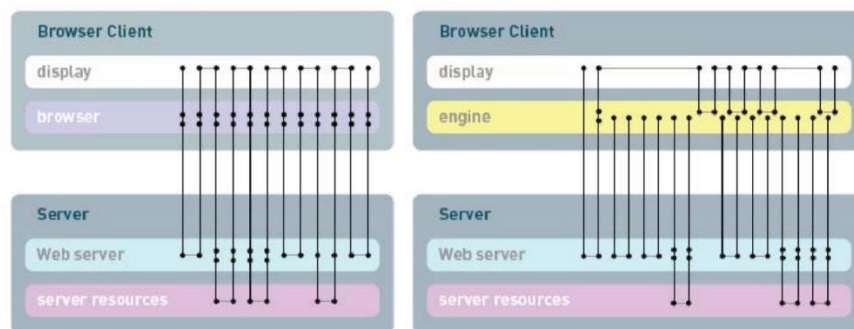 Browser Client
display
browser
Server
Web server
server resources
Browser Client
display
engine
Server
Web server
server resources